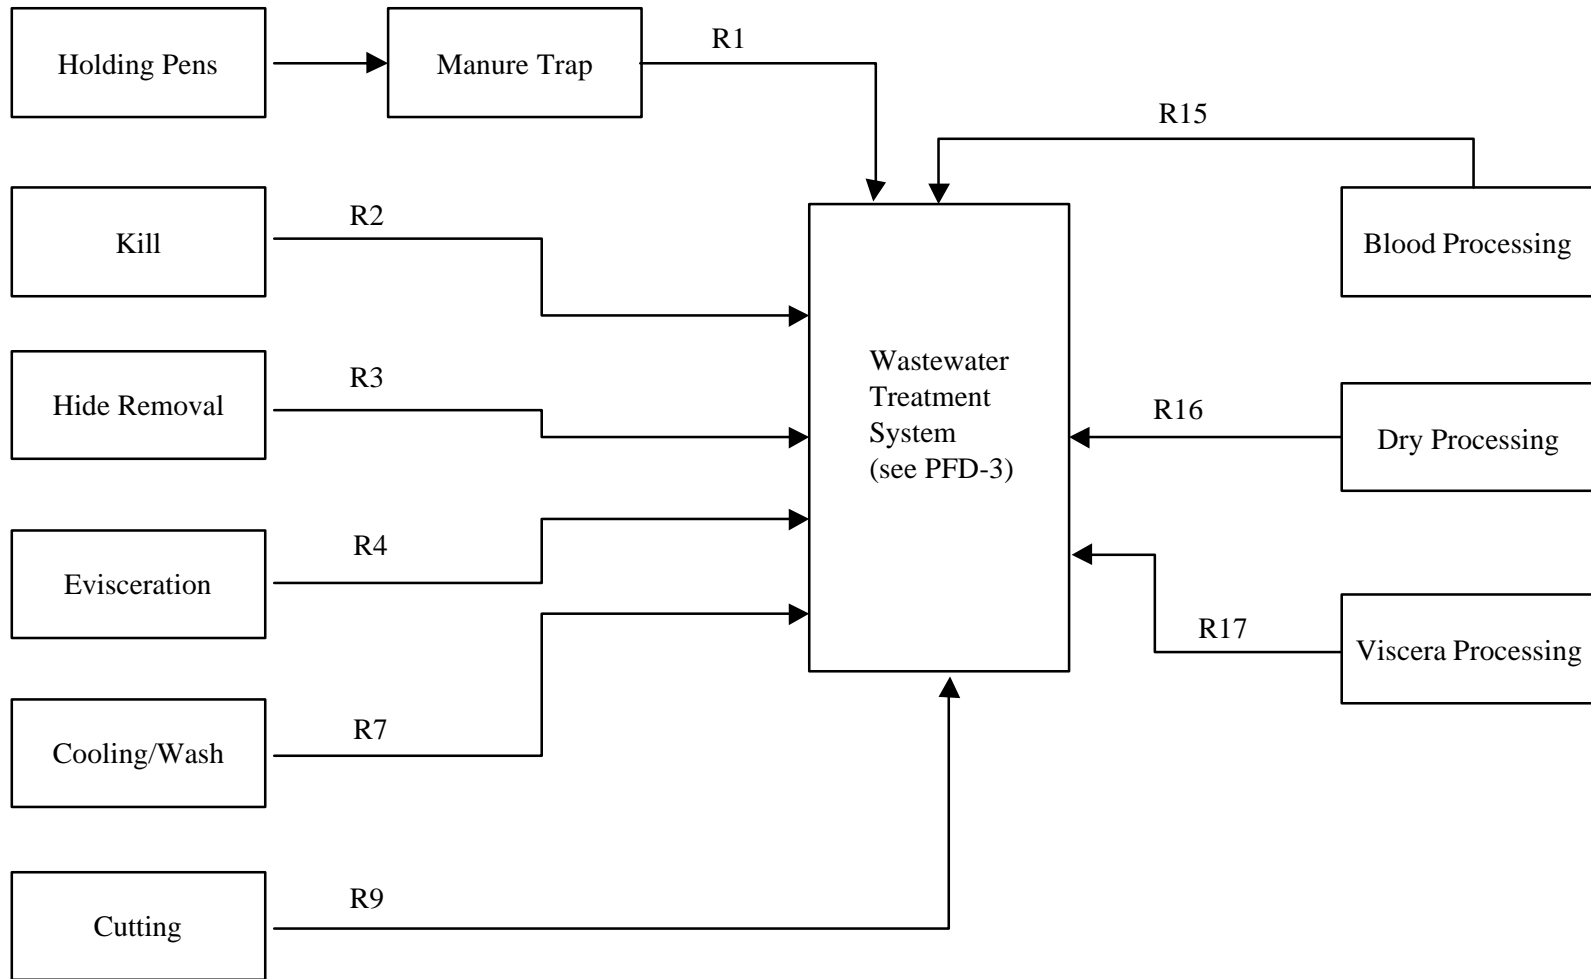 Holding Pens
Manure Trap
R1
R15
Kill
R2
Blood Processing
Hide Removal
R3
Wastewater
Treatment
System
(see PFD-3)
R16
Dry Processing
Evisceration
R4
R17
Viscera Processing
Cooling/Wash
R7
Cutting
R9